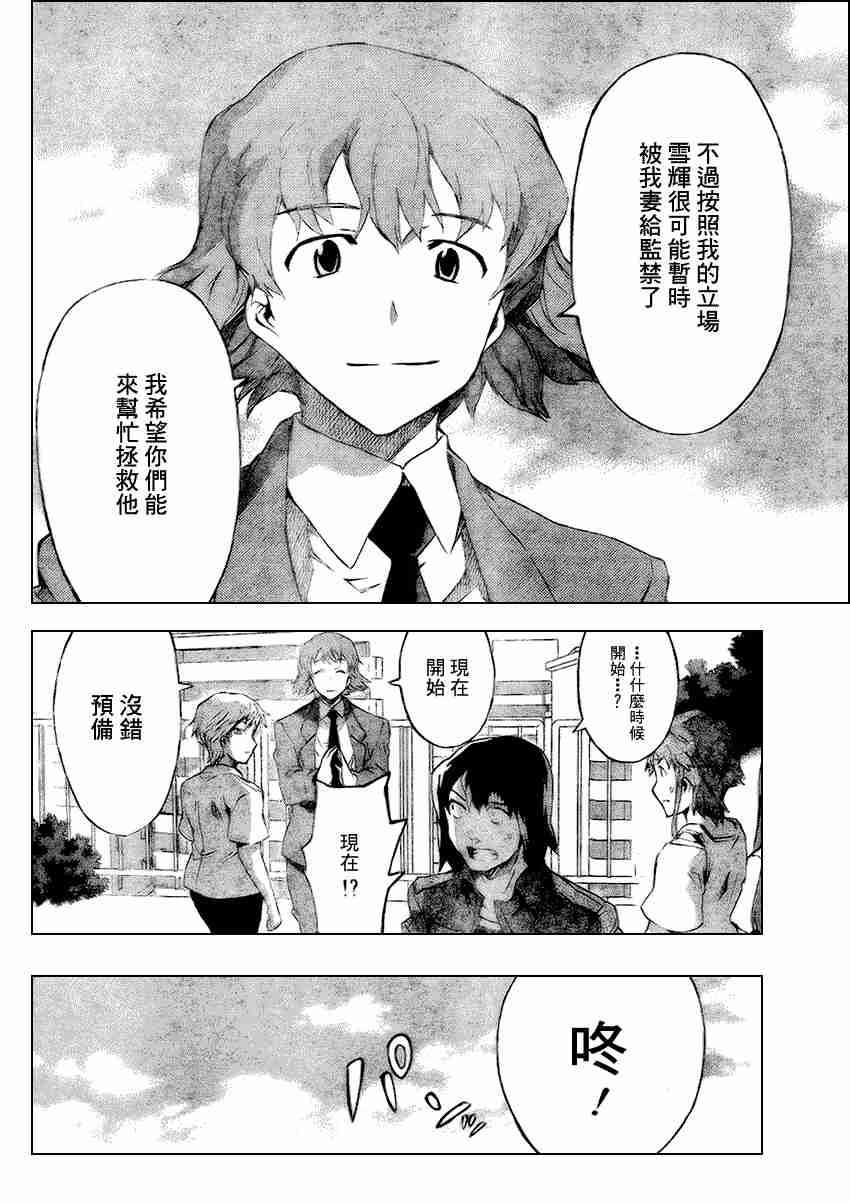 不過按照我的立場
雪輝很可能暫時
被我妻給監禁了
我希望你們能
來幫忙拯救他
…什什麼時候
開始…?
現在
開始
現在!?
沒錯
預備
咚!